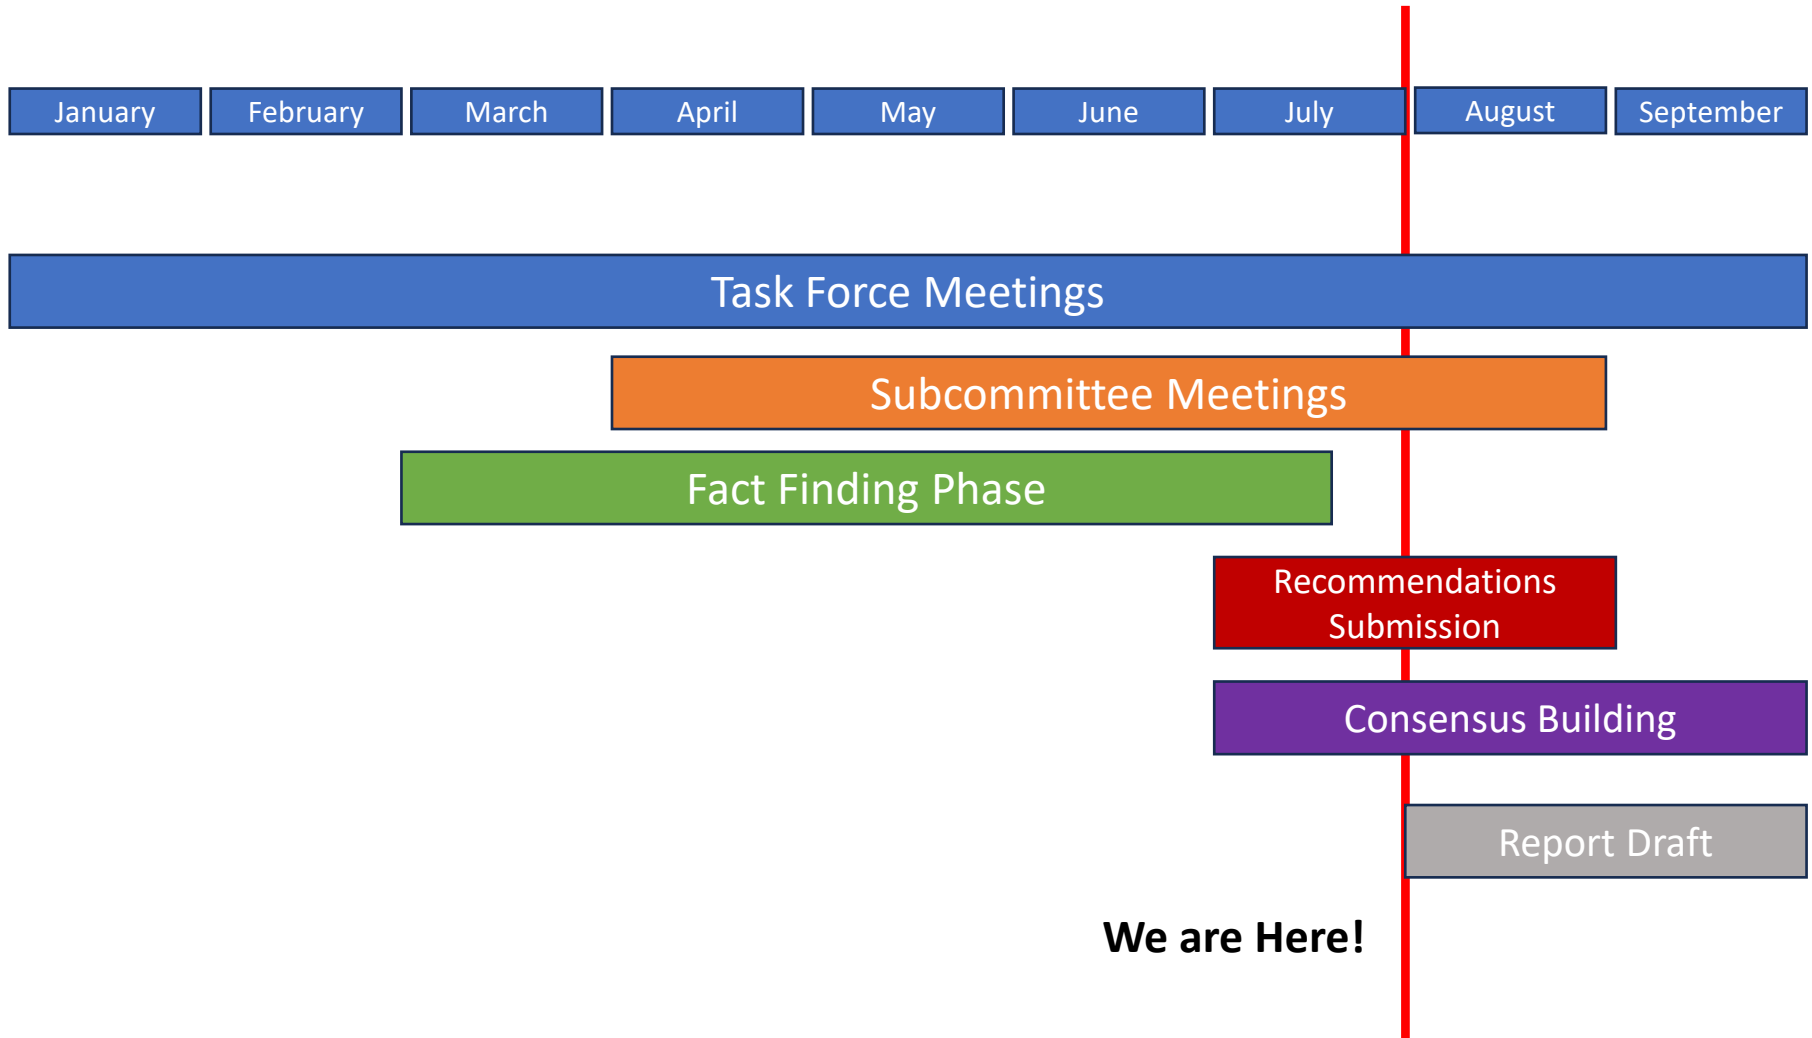 January
February
March
April
May
June
July
August
September
Task Force Meetings
Subcommittee Meetings
Fact Finding Phase
Recommendations
Submission
Consensus Building
Report Draft
We are Here!